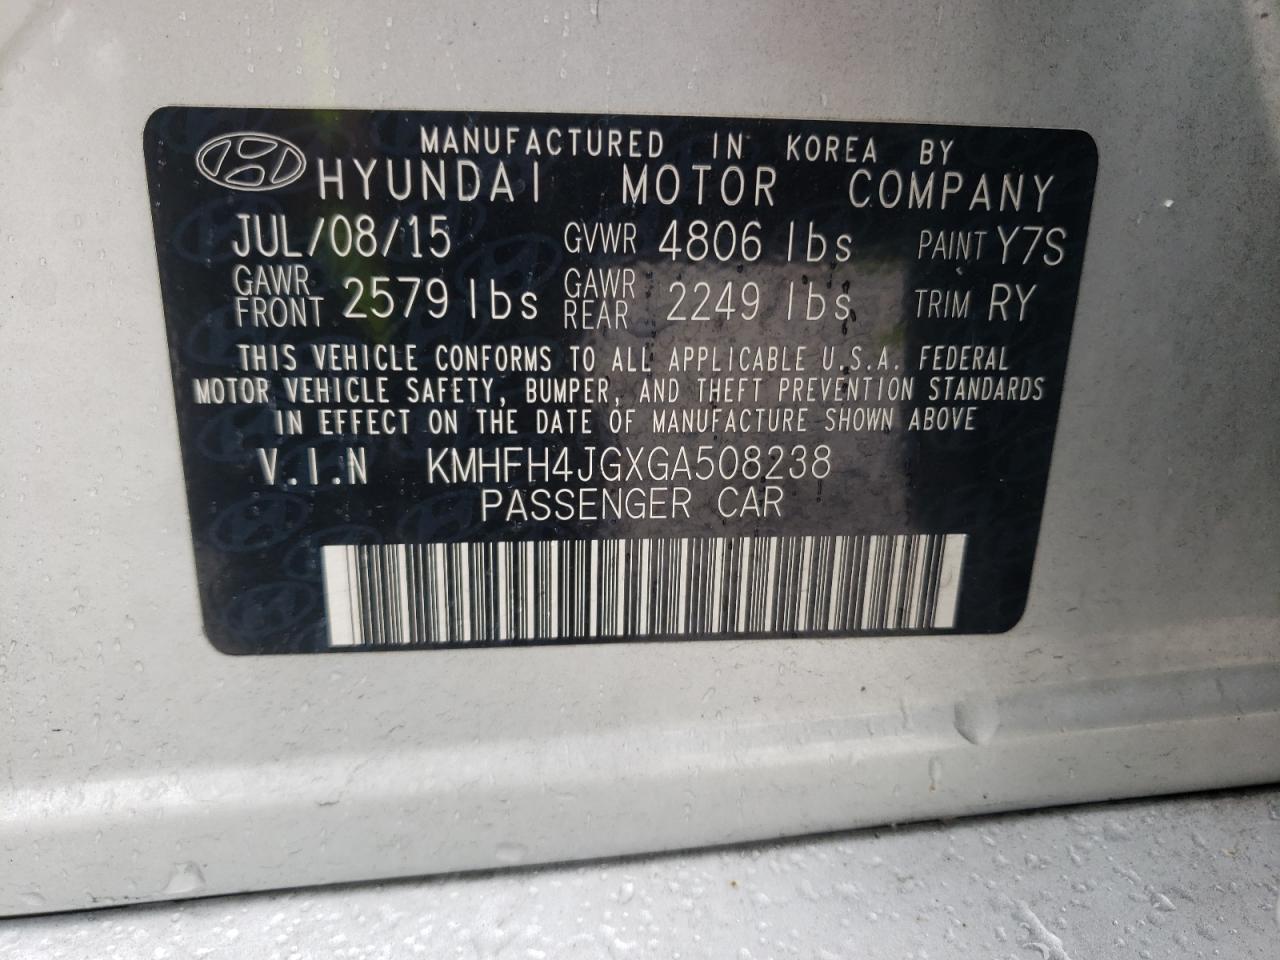 MANUFACTURED IN KOREA BY
HYUNDAI MOTOR COMPANY
JUL/08/15 GVWR 4806 lbs PAINT Y7S
GAWR FRONT 2579 lbs GAWR REAR 2249 lbs TRIM RY
THIS VEHICLE CONFORMS TO ALL APPLICABLE U.S.A. FEDERAL
MOTOR VEHICLE SAFETY, BUMPER, AND THEFT PREVENTION STANDARDS
IN EFFECT ON THE DATE OF MANUFACTURE SHOWN ABOVE
V.I.N KMHFH4JGXGA508238
PASSENGER CAR